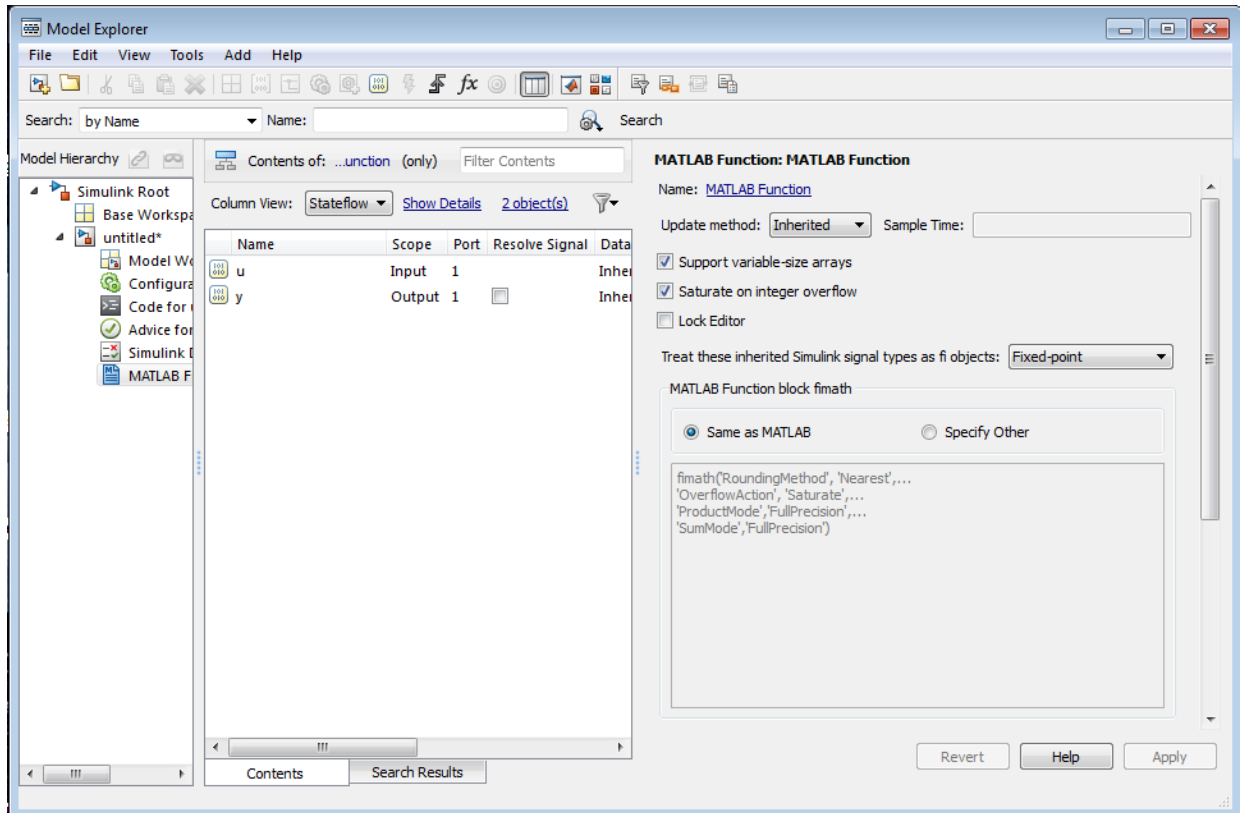 Model Explorer
File Edit View Tools Add Help
fx
Search: by Name Name: Search
Model Hierarchy
Simulink Root
Base Workspa
untitled*
Model Wo
Configura
Code for
Advice for
Simulink
MATLAB F
Contents of: ...unction (only) Filter Contents
Column View: Stateflow Show Details 2 object(s)
Name Scope Port Resolve Signal Data
u Input 1 Inher
y Output 1 Inher
Contents Search Results
MATLAB Function: MATLAB Function
Name: MATLAB Function
Update method: Inherited Sample Time:
Support variable-size arrays
Saturate on integer overflow
Lock Editor
Treat these inherited Simulink signal types as fi objects: Fixed-point
MATLAB Function block fimath
Same as MATLAB Specify Other
fimath('RoundingMethod', 'Nearest',...
'OverflowAction', 'Saturate',...
'ProductMode','FullPrecision',...
'SumMode','FullPrecision')
Revert Help Apply